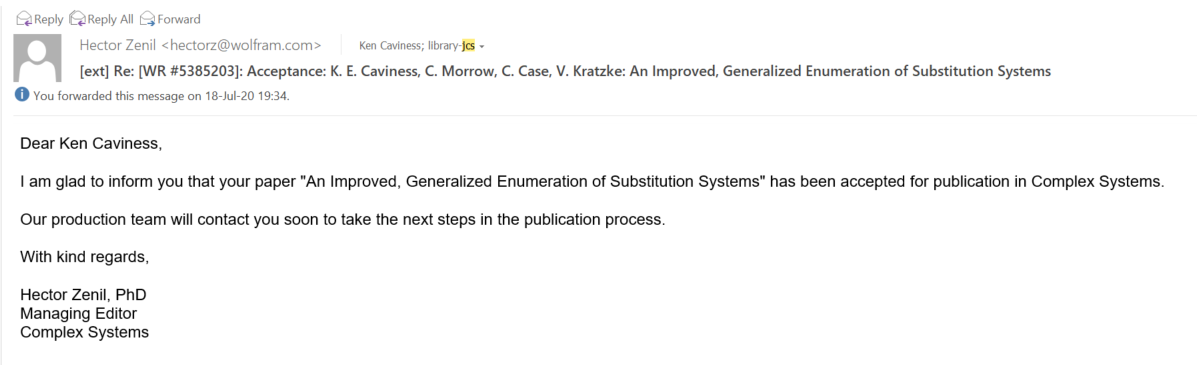 Reply Reply All Forward
Hector Zenil <hectorz@wolfram.com> Ken Caviness; library-jcs
[ext] Re: [WR #5385203]: Acceptance: K. E. Caviness, C. Morrow, C. Case, V. Kratzke: An Improved, Generalized Enumeration of Substitution Systems
You forwarded this message on 18-Jul-20 19:34.
Dear Ken Caviness,
I am glad to inform you that your paper "An Improved, Generalized Enumeration of Substitution Systems" has been accepted for publication in Complex Systems.
Our production team will contact you soon to take the next steps in the publication process.
With kind regards,
Hector Zenil, PhD
Managing Editor
Complex Systems